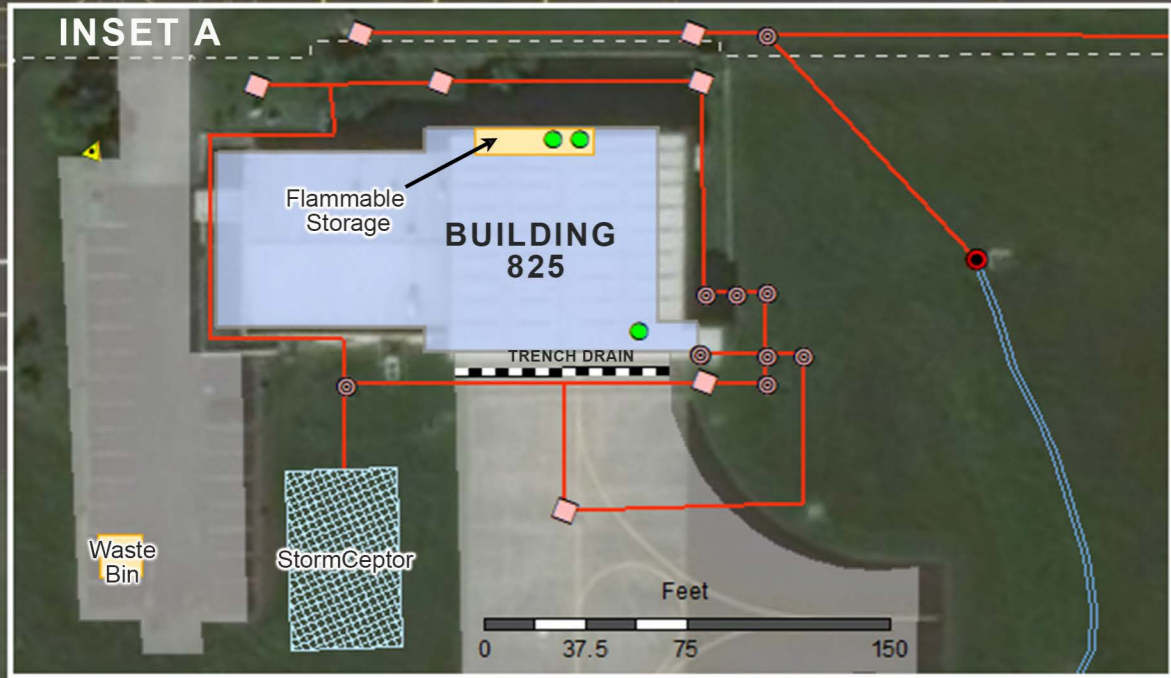 INSET A
Flammable
Storage
BUILDING
825
TRENCH DRAIN
Waste
Bin
StormCeptor
Feet
0 37.5 75 150